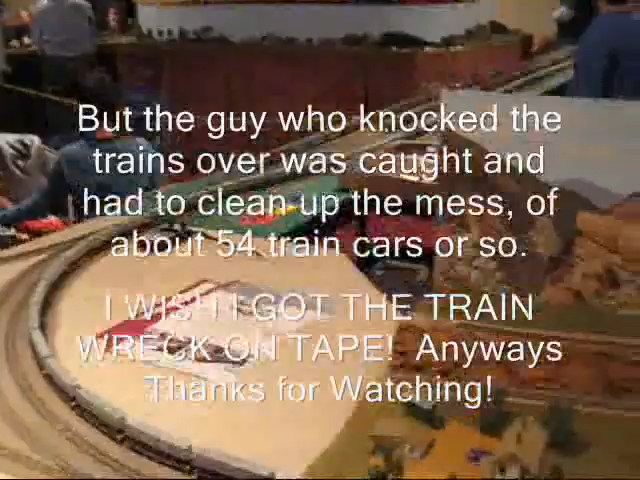 But the guy who knocked the
trains over was caught and
had to clean up the mess, of
about 54 train cars or so.
I WISH I GOT THE TRAIN
WRECK ON TAPE!  Anyways
Thanks for Watching!